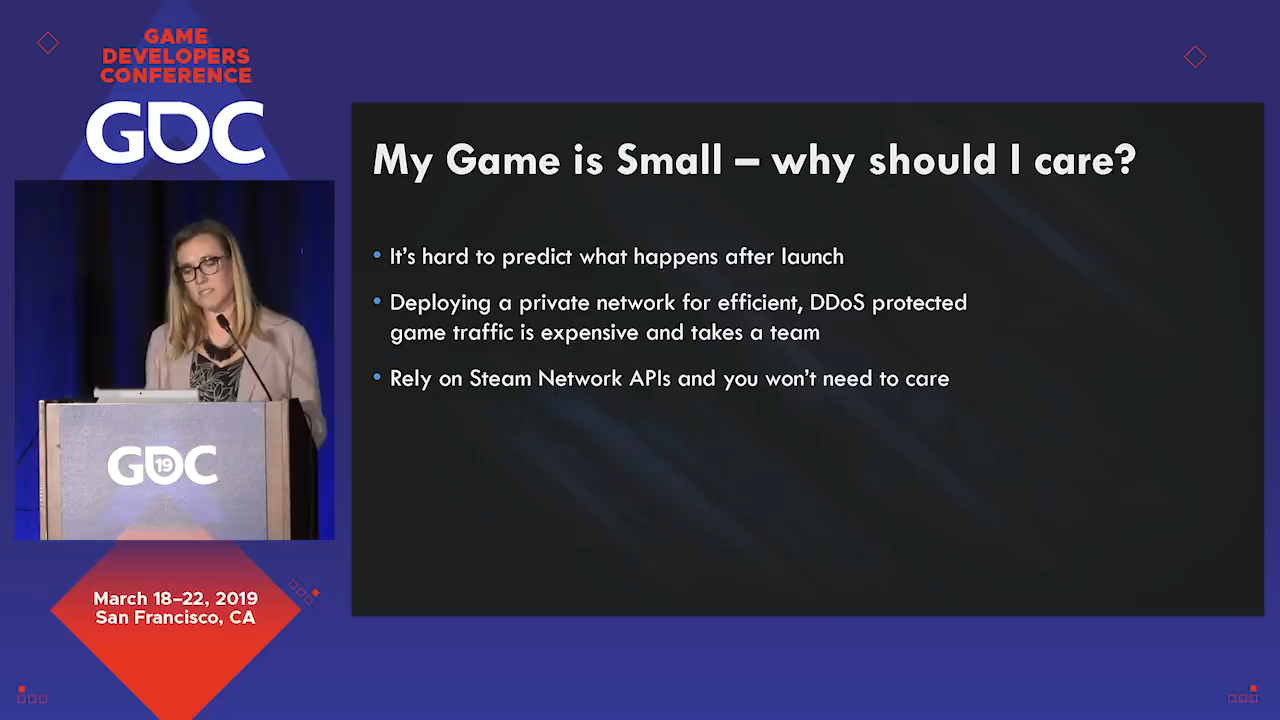 GAME
DEVELOPERS
CONFERENCE
GDC
My Game is Small – why should I care?
• It’s hard to predict what happens after launch
• Deploying a private network for efficient, DDoS protected
game traffic is expensive and takes a team
• Rely on Steam Network APIs and you won’t need to care
GDC
19
March 18–22, 2019
San Francisco, CA